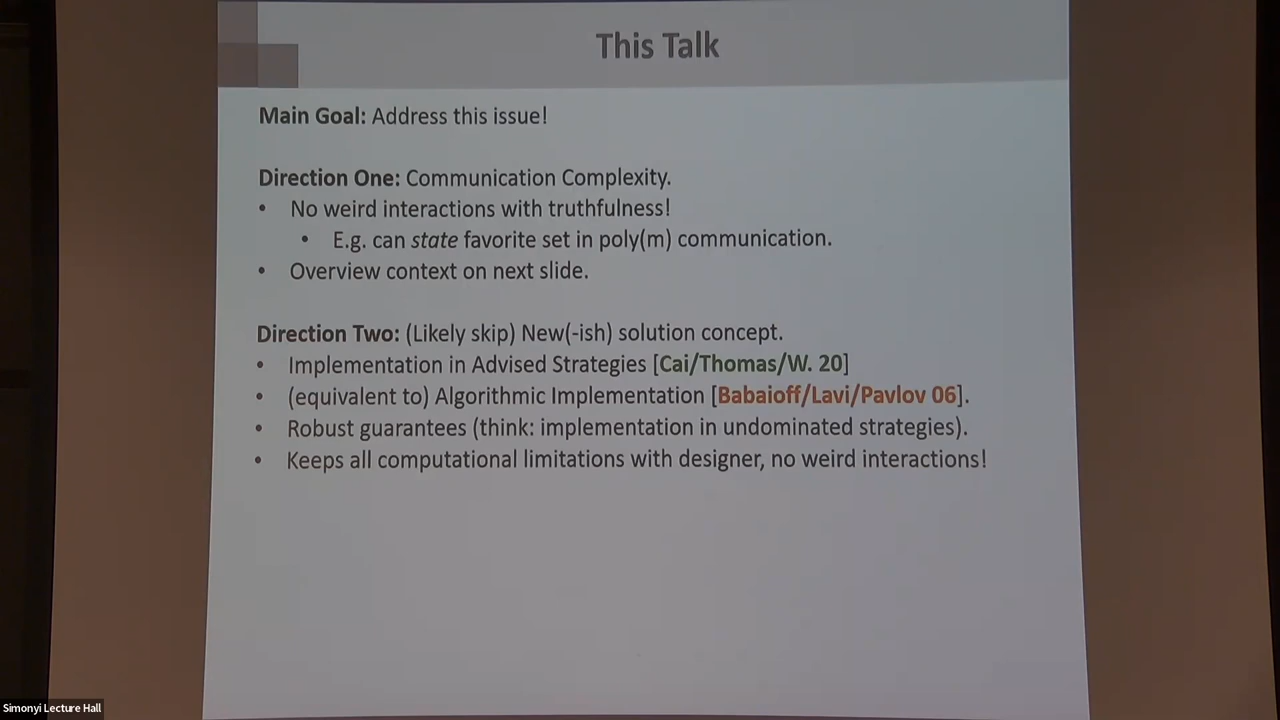 This Talk
Main Goal: Address this issue!
Direction One: Communication Complexity.
• No weird interactions with truthfulness!
• E.g. can state favorite set in poly(m) communication.
• Overview context on next slide.
Direction Two: (Likely skip) New(-ish) solution concept.
• Implementation in Advised Strategies [Cai/Thomas/W. 20]
• (equivalent to) Algorithmic Implementation [Babaioff/Lavi/Pavlov 06].
• Robust guarantees (think: implementation in undominated strategies).
• Keeps all computational limitations with designer, no weird interactions!
Simonyi Lecture Hall